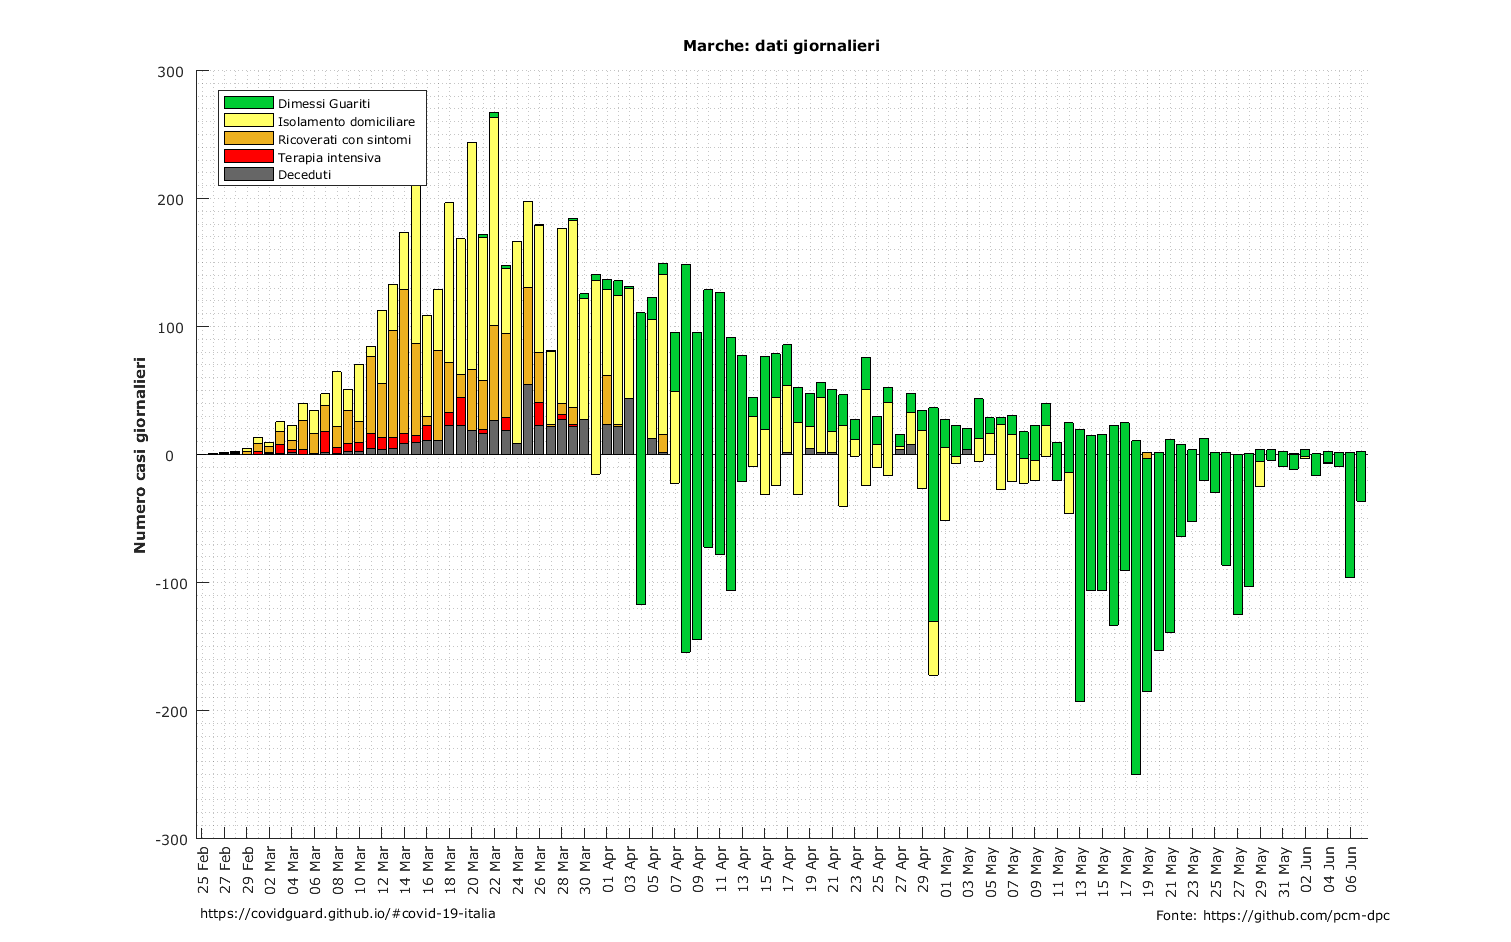 Marche: dati giornalieri
Dimessi Guariti
Isolamento domiciliare
Ricoverati con sintomi
Terapia intensiva
Deceduti
Numero casi giornalieri
300
200
100
0
-100
-200
-300
25 Feb
27 Feb
29 Feb
02 Mar
04 Mar
06 Mar
08 Mar
10 Mar
12 Mar
14 Mar
16 Mar
18 Mar
20 Mar
22 Mar
24 Mar
26 Mar
28 Mar
30 Mar
01 Apr
03 Apr
05 Apr
07 Apr
09 Apr
11 Apr
13 Apr
15 Apr
17 Apr
19 Apr
21 Apr
23 Apr
25 Apr
27 Apr
29 Apr
01 May
03 May
05 May
07 May
09 May
11 May
13 May
15 May
17 May
19 May
21 May
23 May
25 May
27 May
29 May
31 May
02 Jun
04 Jun
06 Jun
https://covidguard.github.io/#covid-19-italia
Fonte: https://github.com/pcm-dpc